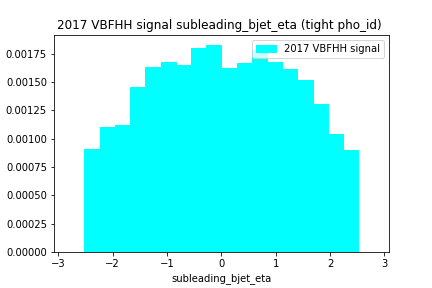 2017 VBFHH signal subleading_bjet_eta (tight pho_id)
2017 VBFHH signal
0.00175
0.00150
0.00125
0.00100
0.00075
0.00050
0.00025
0.00000
−3 −2 −1 0 1 2 3
subleading_bjet_eta